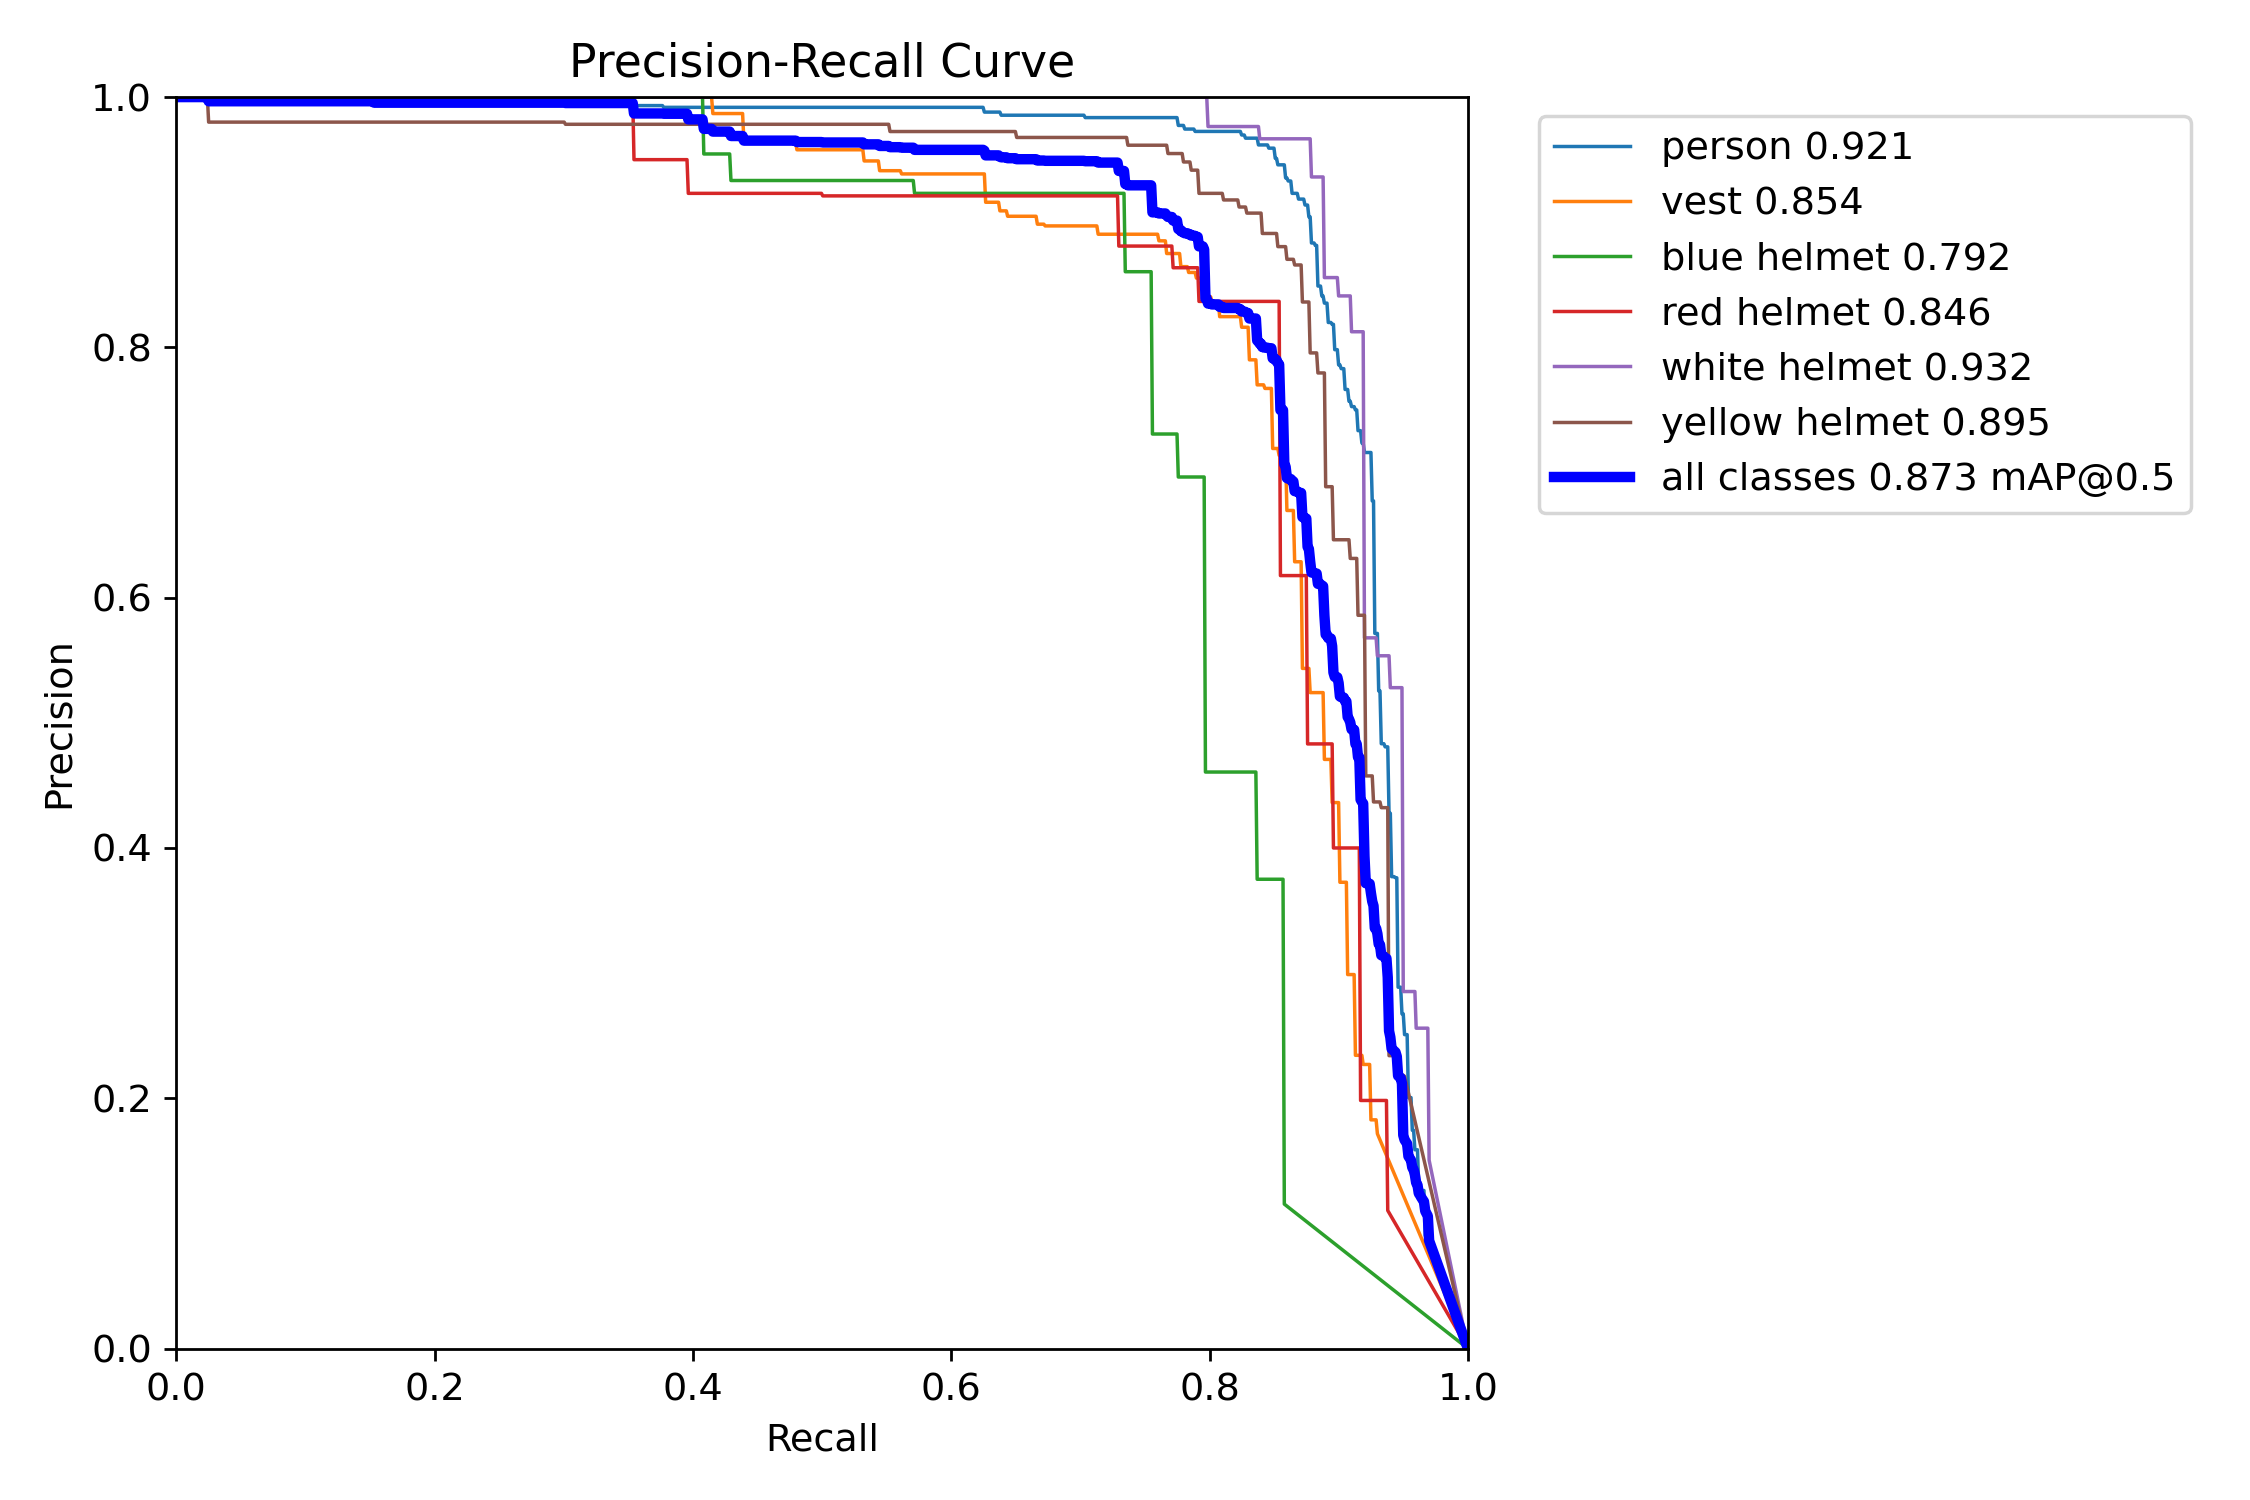 Precision-Recall Curve
1.0
0.8
0.6
0.4
0.2
0.0
Precision
0.0 0.2 0.4 0.6 0.8 1.0
Recall
person 0.921
vest 0.854
blue helmet 0.792
red helmet 0.846
white helmet 0.932
yellow helmet 0.895
all classes 0.873 mAP@0.5